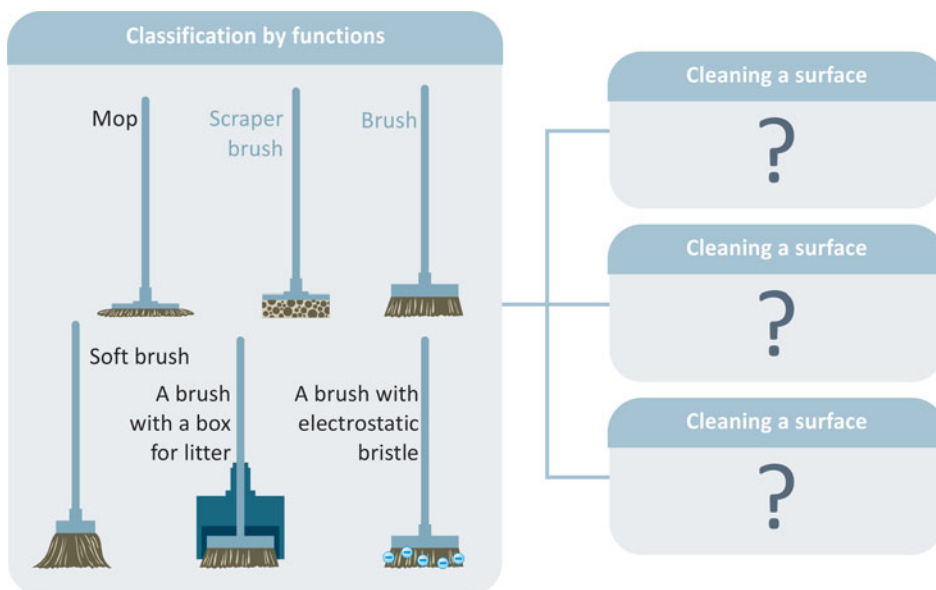 Classification by functions
Mop
Scraper
brush
Brush
Soft brush
A brush
with a box
for litter
A brush with
electrostatic
bristle
Cleaning a surface
?
Cleaning a surface
?
Cleaning a surface
?